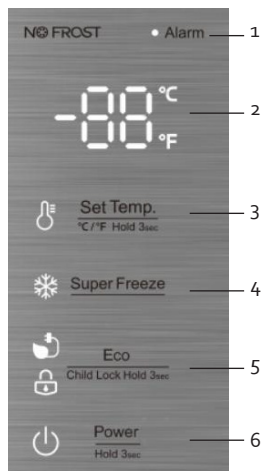 NO FROST
Alarm
1
-88 °C
°F
2
Set Temp.
°C/°F Hold 3sec
3
Super Freeze
4
Eco
Child Lock Hold 3sec
5
Power
Hold 3sec
6